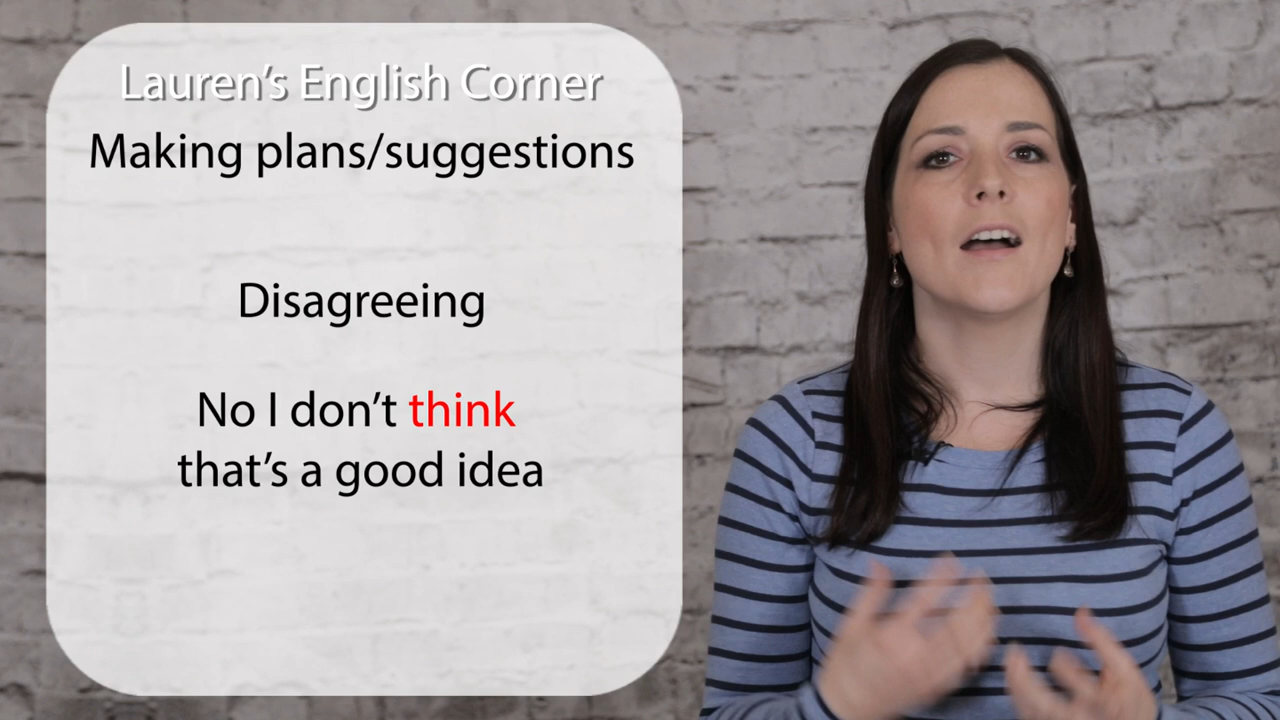 Lauren's English Corner
Making plans/suggestions
Disagreeing
No I don't think
that's a good idea